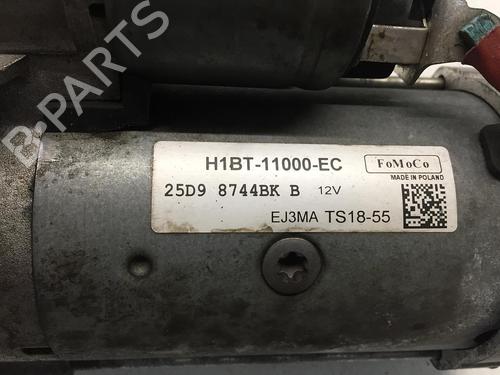 H1BT-11000-EC
FoMoCo
MADE IN POLAND
25D9 8744BK B 12V
EJ3MA TS18-55
B-PARTS